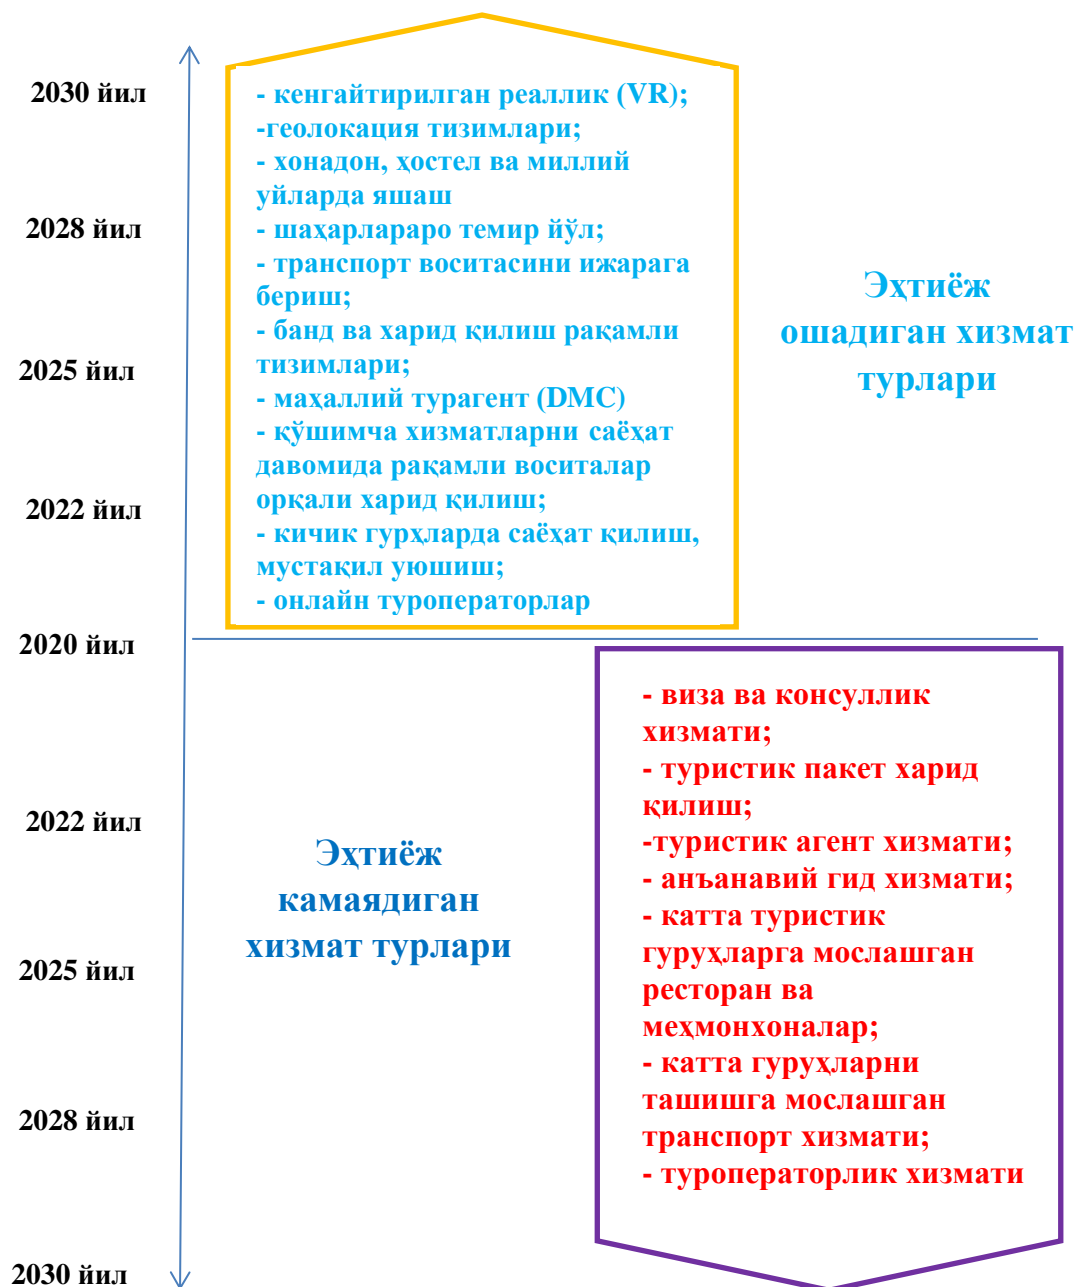 2030 йил
- кенгайтирилган реаллик (VR);
-геолокация тизимлари;
- хонадон, ҳостел ва миллий
уйларда яшаш
2028 йил
- шаҳарлараро темир йўл;
- транспорт воситасини ижарага
бериш;
- банд ва харид қилиш рақамли
тизимлари;
2025 йил
- маҳаллий турагент (DMC)
- қўшимча хизматларни саёҳат
давомида рақамли воситалар
орқали харид қилиш;
2022 йил
- кичик гурҳларда саёҳат қилиш,
мустақил уюшиш;
- онлайн туроператорлар
Эҳтиёж
ошадиган хизмат
турлари
2020 йил
- виза ва консуллик
хизмати;
- туристик пакет харид
қилиш;
-туристик агент хизмати;
- анъанавий гид хизмати;
- катта туристик
гуруҳларга мослашган
ресторан ва
меҳмонхоналар;
- катта гуруҳларни
ташишга мослашган
транспорт хизмати;
- туроператорлик хизмати
2022 йил
Эҳтиёж
камаядиган
хизмат турлари
2025 йил
2028 йил
2030 йил